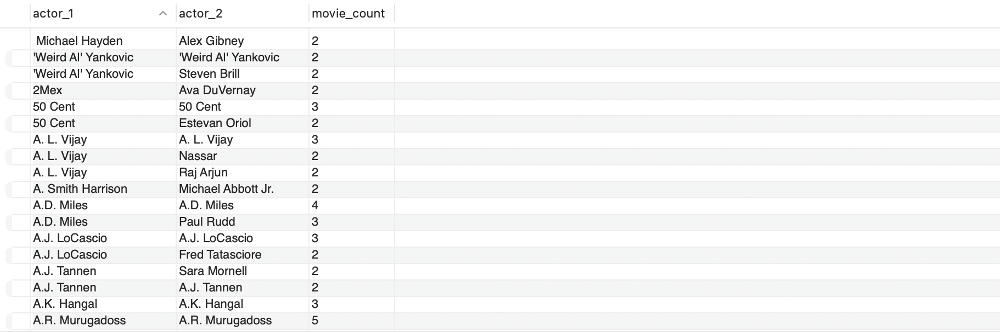 actor_1 actor_2 movie_count
Michael Hayden Alex Gibney 2
'Weird Al' Yankovic 'Weird Al' Yankovic 2
'Weird Al' Yankovic Steven Brill 2
2Mex Ava DuVernay 2
50 Cent 50 Cent 3
50 Cent Estevan Oriol 2
A. L. Vijay A. L. Vijay 3
A. L. Vijay Nassar 2
A. L. Vijay Raj Arjun 2
A. Smith Harrison Michael Abbott Jr. 2
A.D. Miles A.D. Miles 4
A.D. Miles Paul Rudd 3
A.J. LoCascio A.J. LoCascio 3
A.J. LoCascio Fred Tatasciore 2
A.J. Tannen Sara Mornell 2
A.J. Tannen A.J. Tannen 2
A.K. Hangal A.K. Hangal 3
A.R. Murugadoss A.R. Murugadoss 5